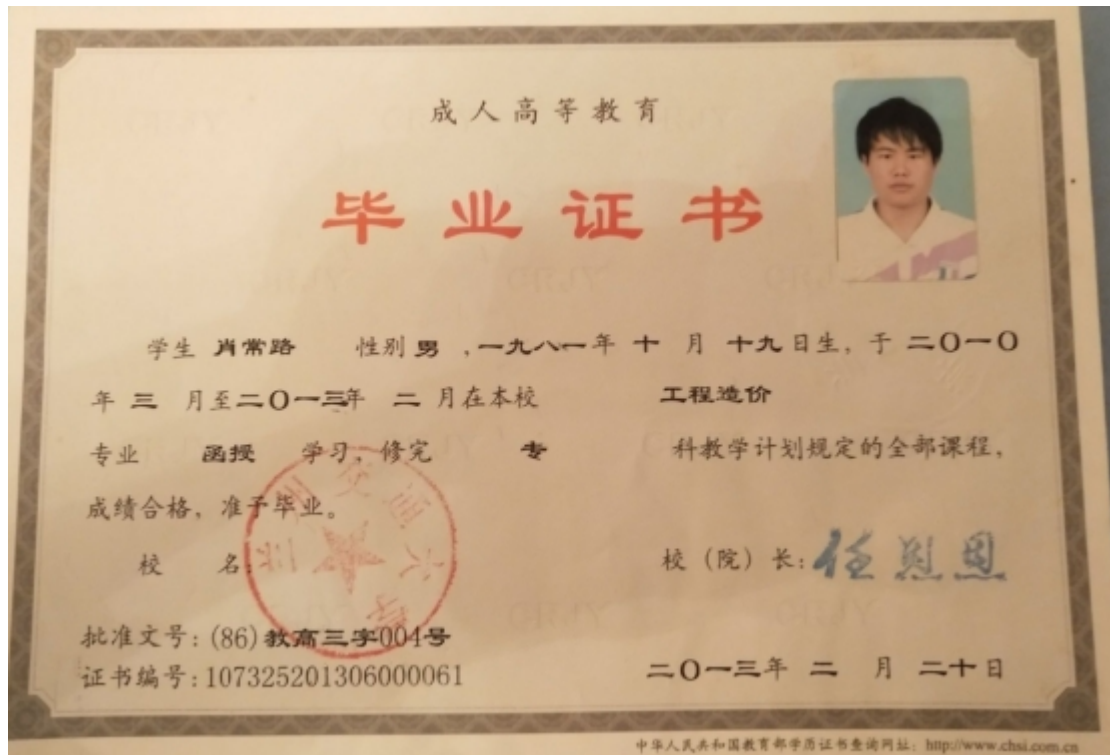 成人高等教育
毕业证书
学生 肖常路 性别 男 ,一九八一年 十 月 十九日生, 于 二O一O
年 三 月至二O一三年 二 月在本校 工程造价
专业 函授 学习, 修完 专 科教学计划规定的全部课程,
成绩合格, 准予毕业。
校 名:
校 (院) 长:
批准文号: (86)教高三字004号
证书编号: 107325201306000061
二O一三年 二 月 二十日
中华人民共和国教育部学历证书查询网址: http://www.chsi.com.cn